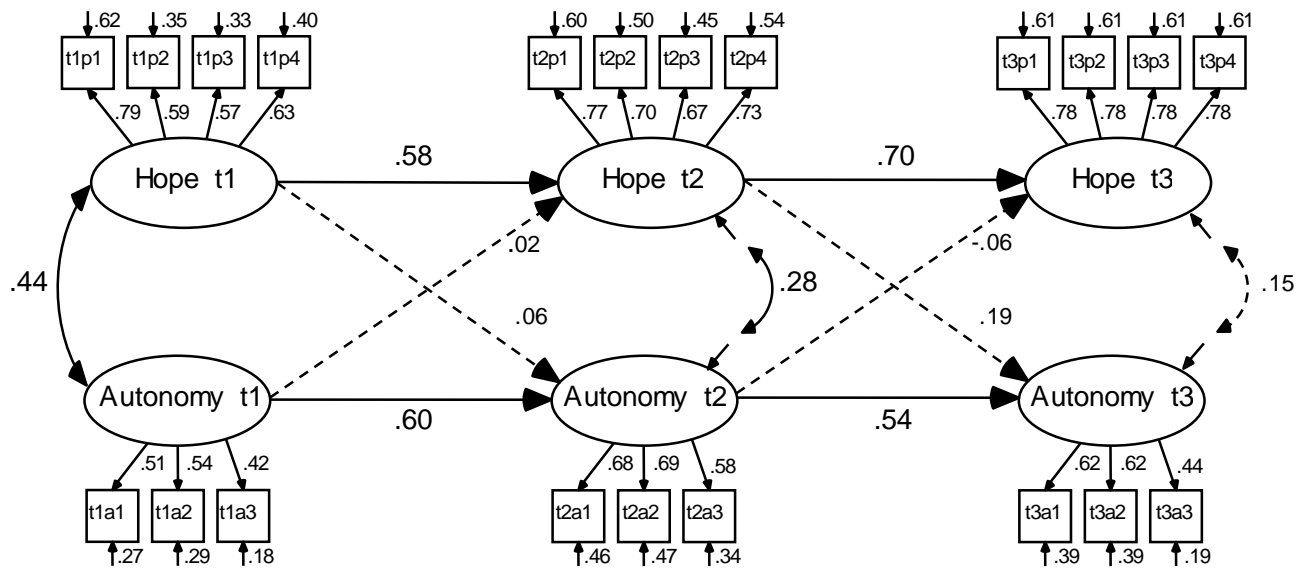 .62 .35 .33 .40 .60 .50 .45 .54 .61 .61 .61 .61
t1p1 t1p2 t1p3 t1p4 t2p1 t2p2 t2p3 t2p4 t3p1 t3p2 t3p3 t3p4
.79 .59 .57 .63 .77 .70 .67 .73 .78 .78 .78 .78
.58 .70
Hope t1 Hope t2 Hope t3
.02 -.06
.44 .28 .15
.06 .19
Autonomy t1 Autonomy t2 Autonomy t3
.60 .54
.51 .54 .42 .68 .69 .58 .62 .62 .44
t1a1 t1a2 t1a3 t2a1 t2a2 t2a3 t3a1 t3a2 t3a3
.27 .29 .18 .46 .47 .34 .39 .39 .19